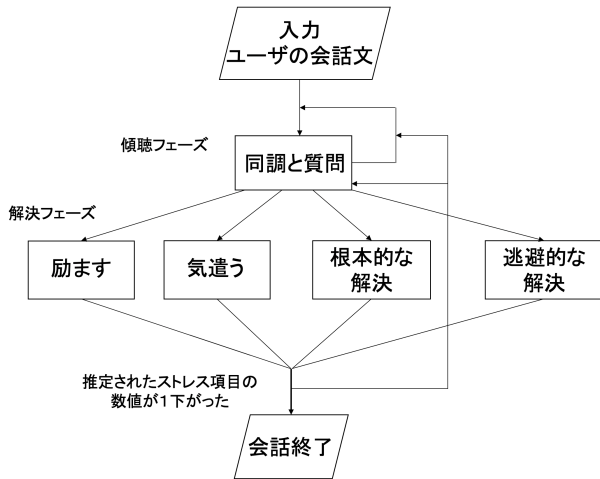 入力
ユーザの会話文
傾聴フェーズ
同調と質問
解決フェーズ
励ます
気遣う
根本的な
解決
逃避的な
解決
推定されたストレス項目の
数値が1下がった
会話終了